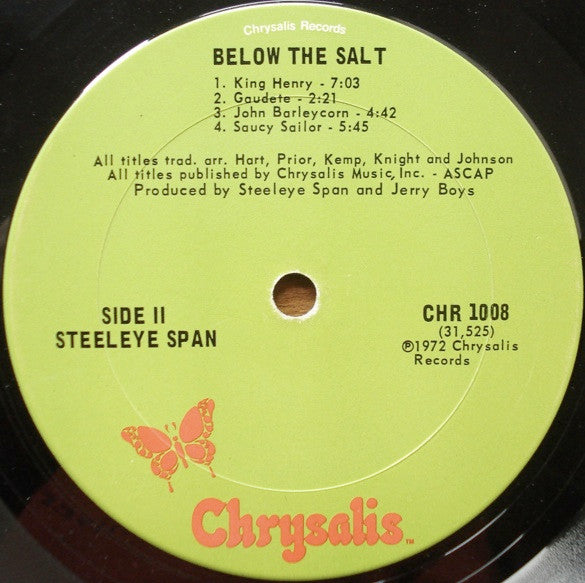 Chrysalis Records
BELOW THE SALT
1. King Henry - 7:03
2. Gaudete - 2:21
3. John Barleycorn - 4:42
4. Saucy Sailor - 5:45
All titles trad. arr. Hart, Prior, Kemp, Knight and Johnson
All titles published by Chrysalis Music, Inc. - ASCAP
Produced by Steeleye Span and Jerry Boys
SIDE II
STEELEYE SPAN
CHR 1008
(31,525)
℗1972 Chrysalis
Records
Chrysalis™